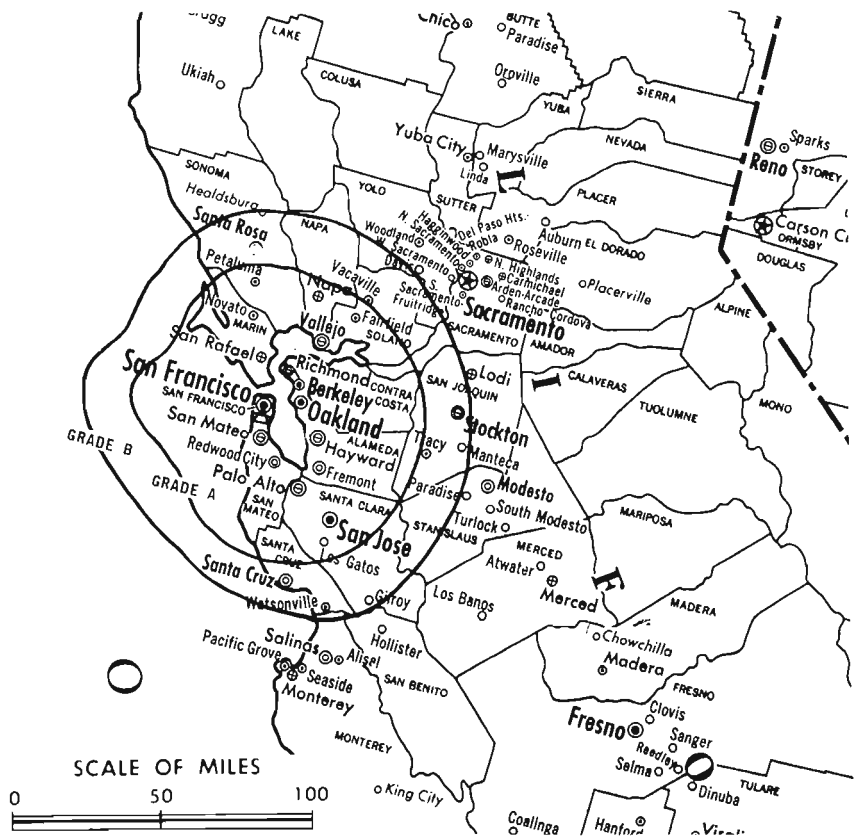 Chico
BUTTE
Paradise
LAKE
Ukiah
COLUSA
Oroville
SIERRA
YUBA
Yuba City
Marysville
Linda
NEVADA
Sparks
Reno
STOREY
SONOMA
Healdsburg
YOLO
SUTTER
L
PLACER
Santa Rosa
NAPA
Woodland
Hagginwood
N. Sacramento
Del Paso Hts.
Robla
Roseville
Auburn
EL DORADO
Carson C
ORMSBY
DOUGLAS
Petaluma
Napa
Vacaville
Davis
W. Sacramento
S. Sacramento
Fruitridge
N. Highlands
Carmichael
Arden-Arcade
Rancho-Cordova
Placerville
Sacramento
ALPINE
Novato
MARIN
Vallejo
Fairfield
SOLANO
SACRAMENTO
AMADOR
San Rafael
Richmond
CONTRA
COSTA
Lodi
SAN JOAQUIN
I
CALAVERAS
San Francisco
SAN FRANCISCO
Berkeley
Oakland
Stockton
TUOLUMNE
MONO
GRADE B
San Mateo
ALAMEDA
Hayward
Tracy
Manteca
Redwood City
Fremont
GRADE A
Palo Alto
Paradise
Modesto
SAN
MATEO
SANTA CLARA
South Modesto
Turlock
MARIPOSA
San Jose
STANISLAUS
SANTA
CRUZ
Los Gatos
MERCED
Atwater
F
Santa Cruz
Merced
Watsonville
Gilroy
Los Banos
MADERA
Hollister
Chowchilla
Salinas
Alisal
Madera
Pacific Grove
Seaside
Monterey
SAN BENITO
FRESNO
Clovis
Fresno
Sanger
MONTEREY
Reedley
Selma
SCALE OF MILES
TULARE
Dinuba
0 50 100
King City
Coalinga
Hanford